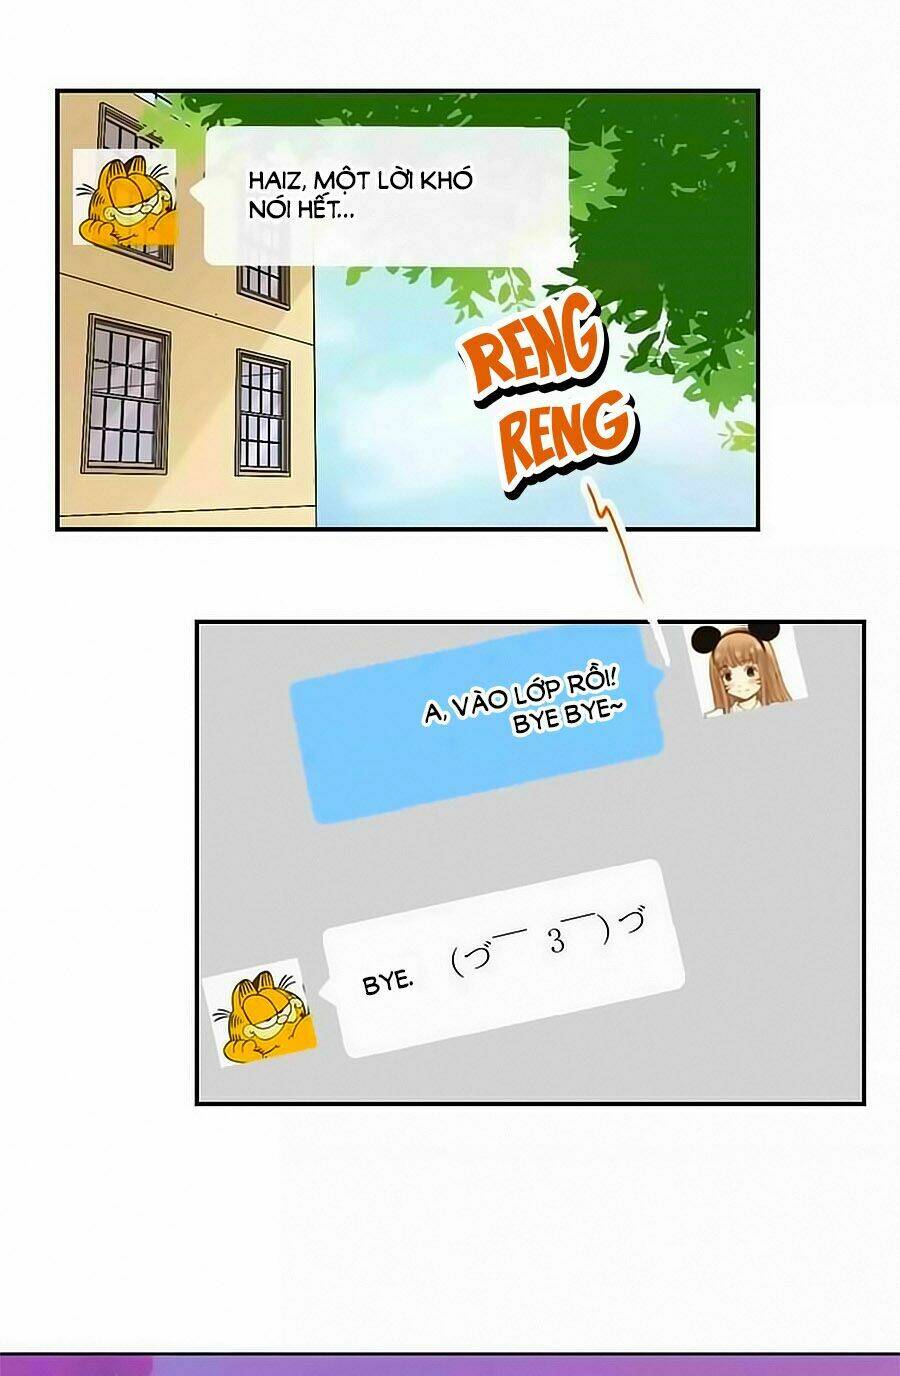 HAIZ, MỘT LỜI KHÓ
NÓI HẾT...
RENG
RENG
A, VÀO LỚP RỒI!
BYE BYE~
BYE. (づ￣ 3￣)づ